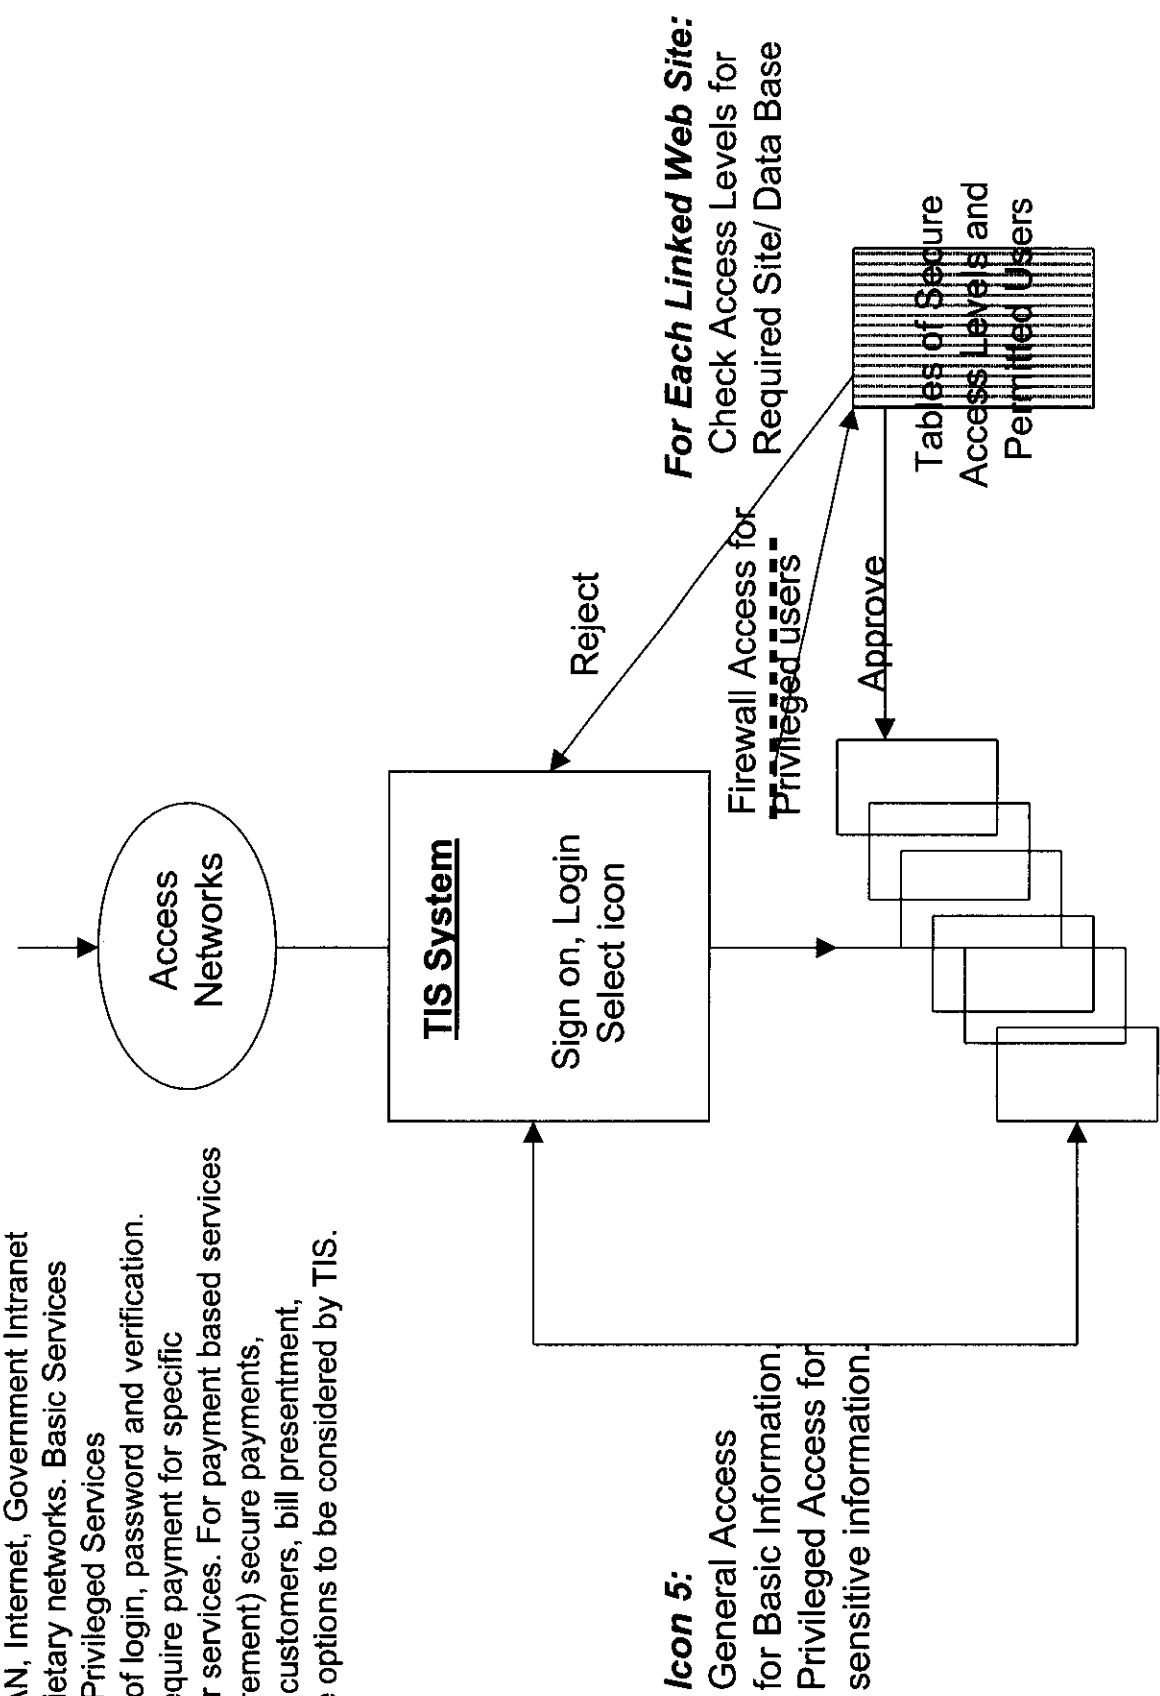 AN, Internet, Government Intranet
ietary networks. Basic Services
Privileged Services
of login, password and verification.
equire payment for specific
r services. For payment based services
rement) secure payments,
customers, bill presentment,
e options to be considered by TIS.
Access
Networks
TIS System
Sign on, Login
Select icon
Reject
For Each Linked Web Site:
Check Access Levels for
Required Site/ Data Base
Firewall Access for
Privileged users
Approve
Tables of Secure
Access Levels and
Permitted Users
Icon 5:
General Access
for Basic Information.
Privileged Access for
sensitive information.